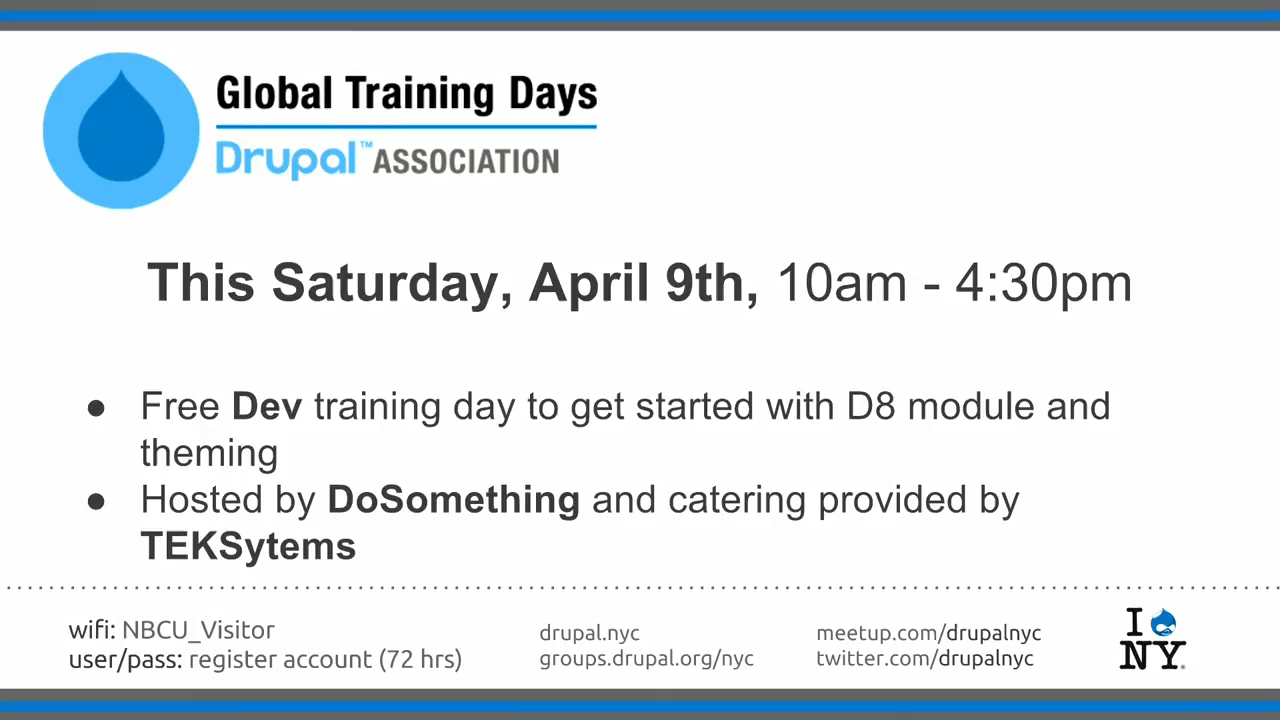 Global Training Days
Drupal™ ASSOCIATION
This Saturday, April 9th, 10am - 4:30pm
● Free Dev training day to get started with D8 module and
theming
● Hosted by DoSomething and catering provided by
TEKSytems
wifi: NBCU_Visitor
user/pass: register account (72 hrs)
drupal.nyc
groups.drupal.org/nyc
meetup.com/drupalnyc
twitter.com/drupalnyc
I
NY®